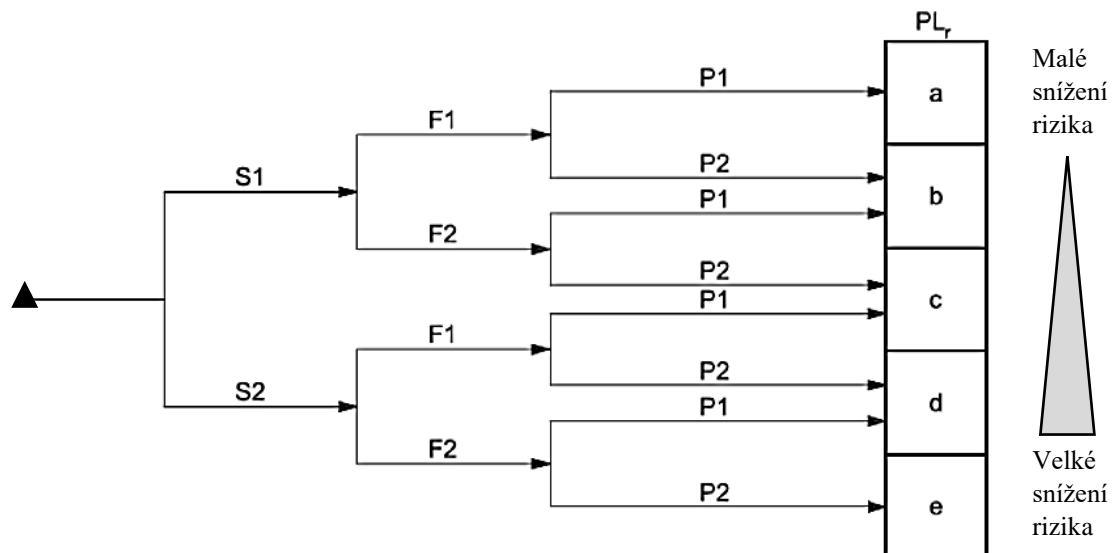 PLr
Malé
snížení
rizika
P1
a
F1
P2
S1
b
P1
F2
P2
c
P1
F1
P2
S2
d
P1
F2
Velké
snížení
rizika
P2
e